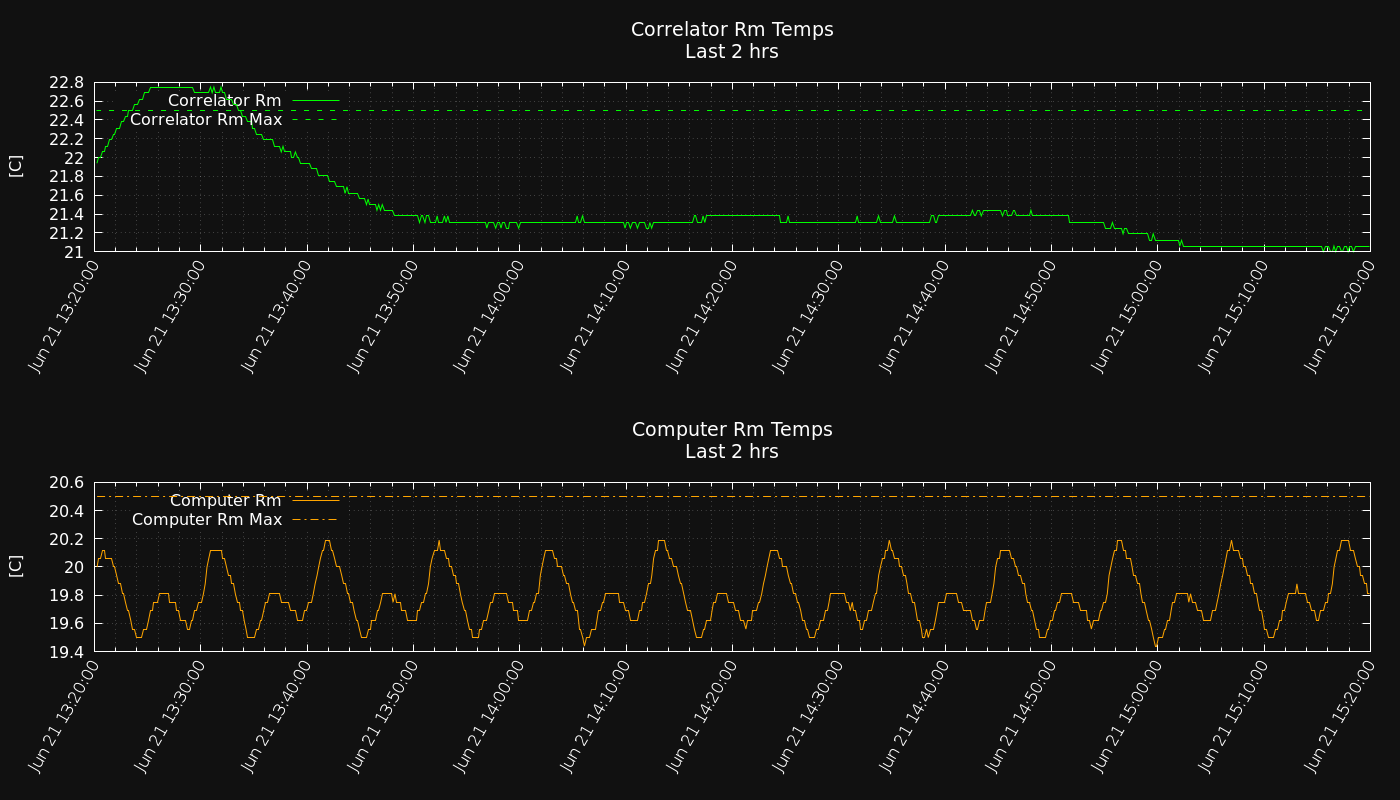 Correlator Rm Temps
Last 2 hrs
22.8
22.6
22.4
22.2
22
21.8
21.6
21.4
21.2
21
[C]
Correlator Rm
Correlator Rm Max
Jun 21 13:20:00
Jun 21 13:30:00
Jun 21 13:40:00
Jun 21 13:50:00
Jun 21 14:00:00
Jun 21 14:10:00
Jun 21 14:20:00
Jun 21 14:30:00
Jun 21 14:40:00
Jun 21 14:50:00
Jun 21 15:00:00
Jun 21 15:10:00
Jun 21 15:20:00
Computer Rm Temps
Last 2 hrs
20.6
20.4
20.2
20
19.8
19.6
19.4
[C]
Computer Rm
Computer Rm Max
Jun 21 13:20:00
Jun 21 13:30:00
Jun 21 13:40:00
Jun 21 13:50:00
Jun 21 14:00:00
Jun 21 14:10:00
Jun 21 14:20:00
Jun 21 14:30:00
Jun 21 14:40:00
Jun 21 14:50:00
Jun 21 15:00:00
Jun 21 15:10:00
Jun 21 15:20:00